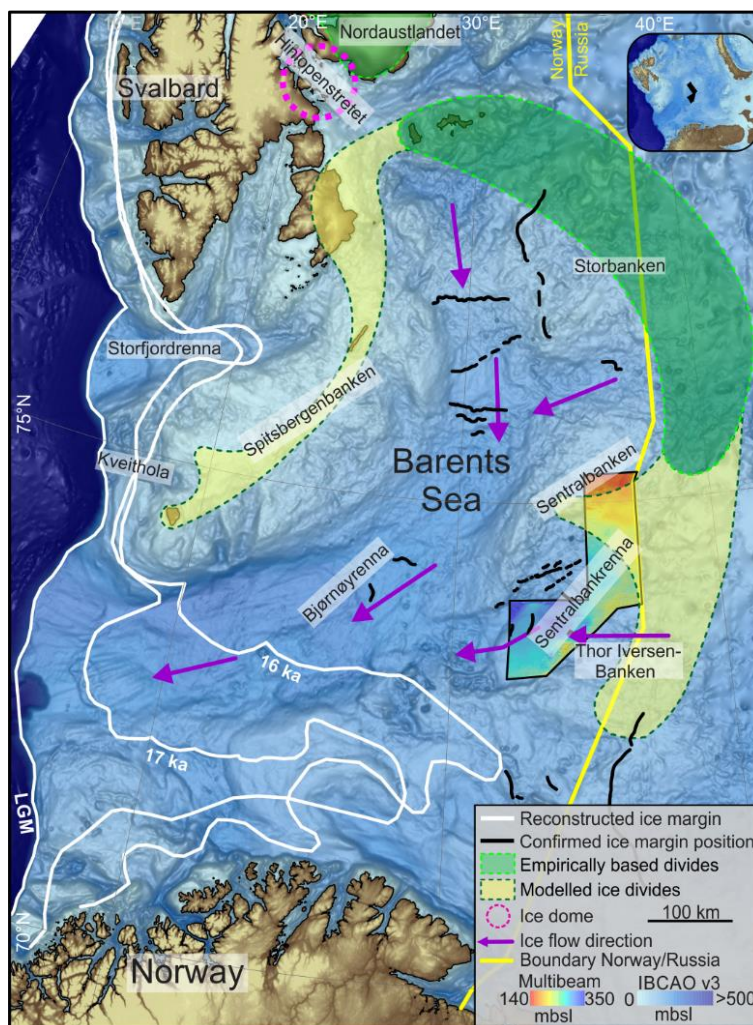 20°E
30°E
40°E
Nordaustlandet
Hinlopenstretet
Svalbard
Norway
Russia
Storbanken
Storfjordrenna
75°N
Spitsbergenbanken
Kveithola
Barents
Sea
Sentralbanken
Bjørnøyrenna
Sentralbankrenna
Thor Iversen-
Banken
16 ka
17 ka
LGM
70°N
Norway
Reconstructed ice margin
Confirmed ice margin position
Empirically based divides
Modelled ice divides
Ice dome
100 km
Ice flow direction
Boundary Norway/Russia
Multibeam
IBCAO v3
140
350
0
>500
mbsl
mbsl